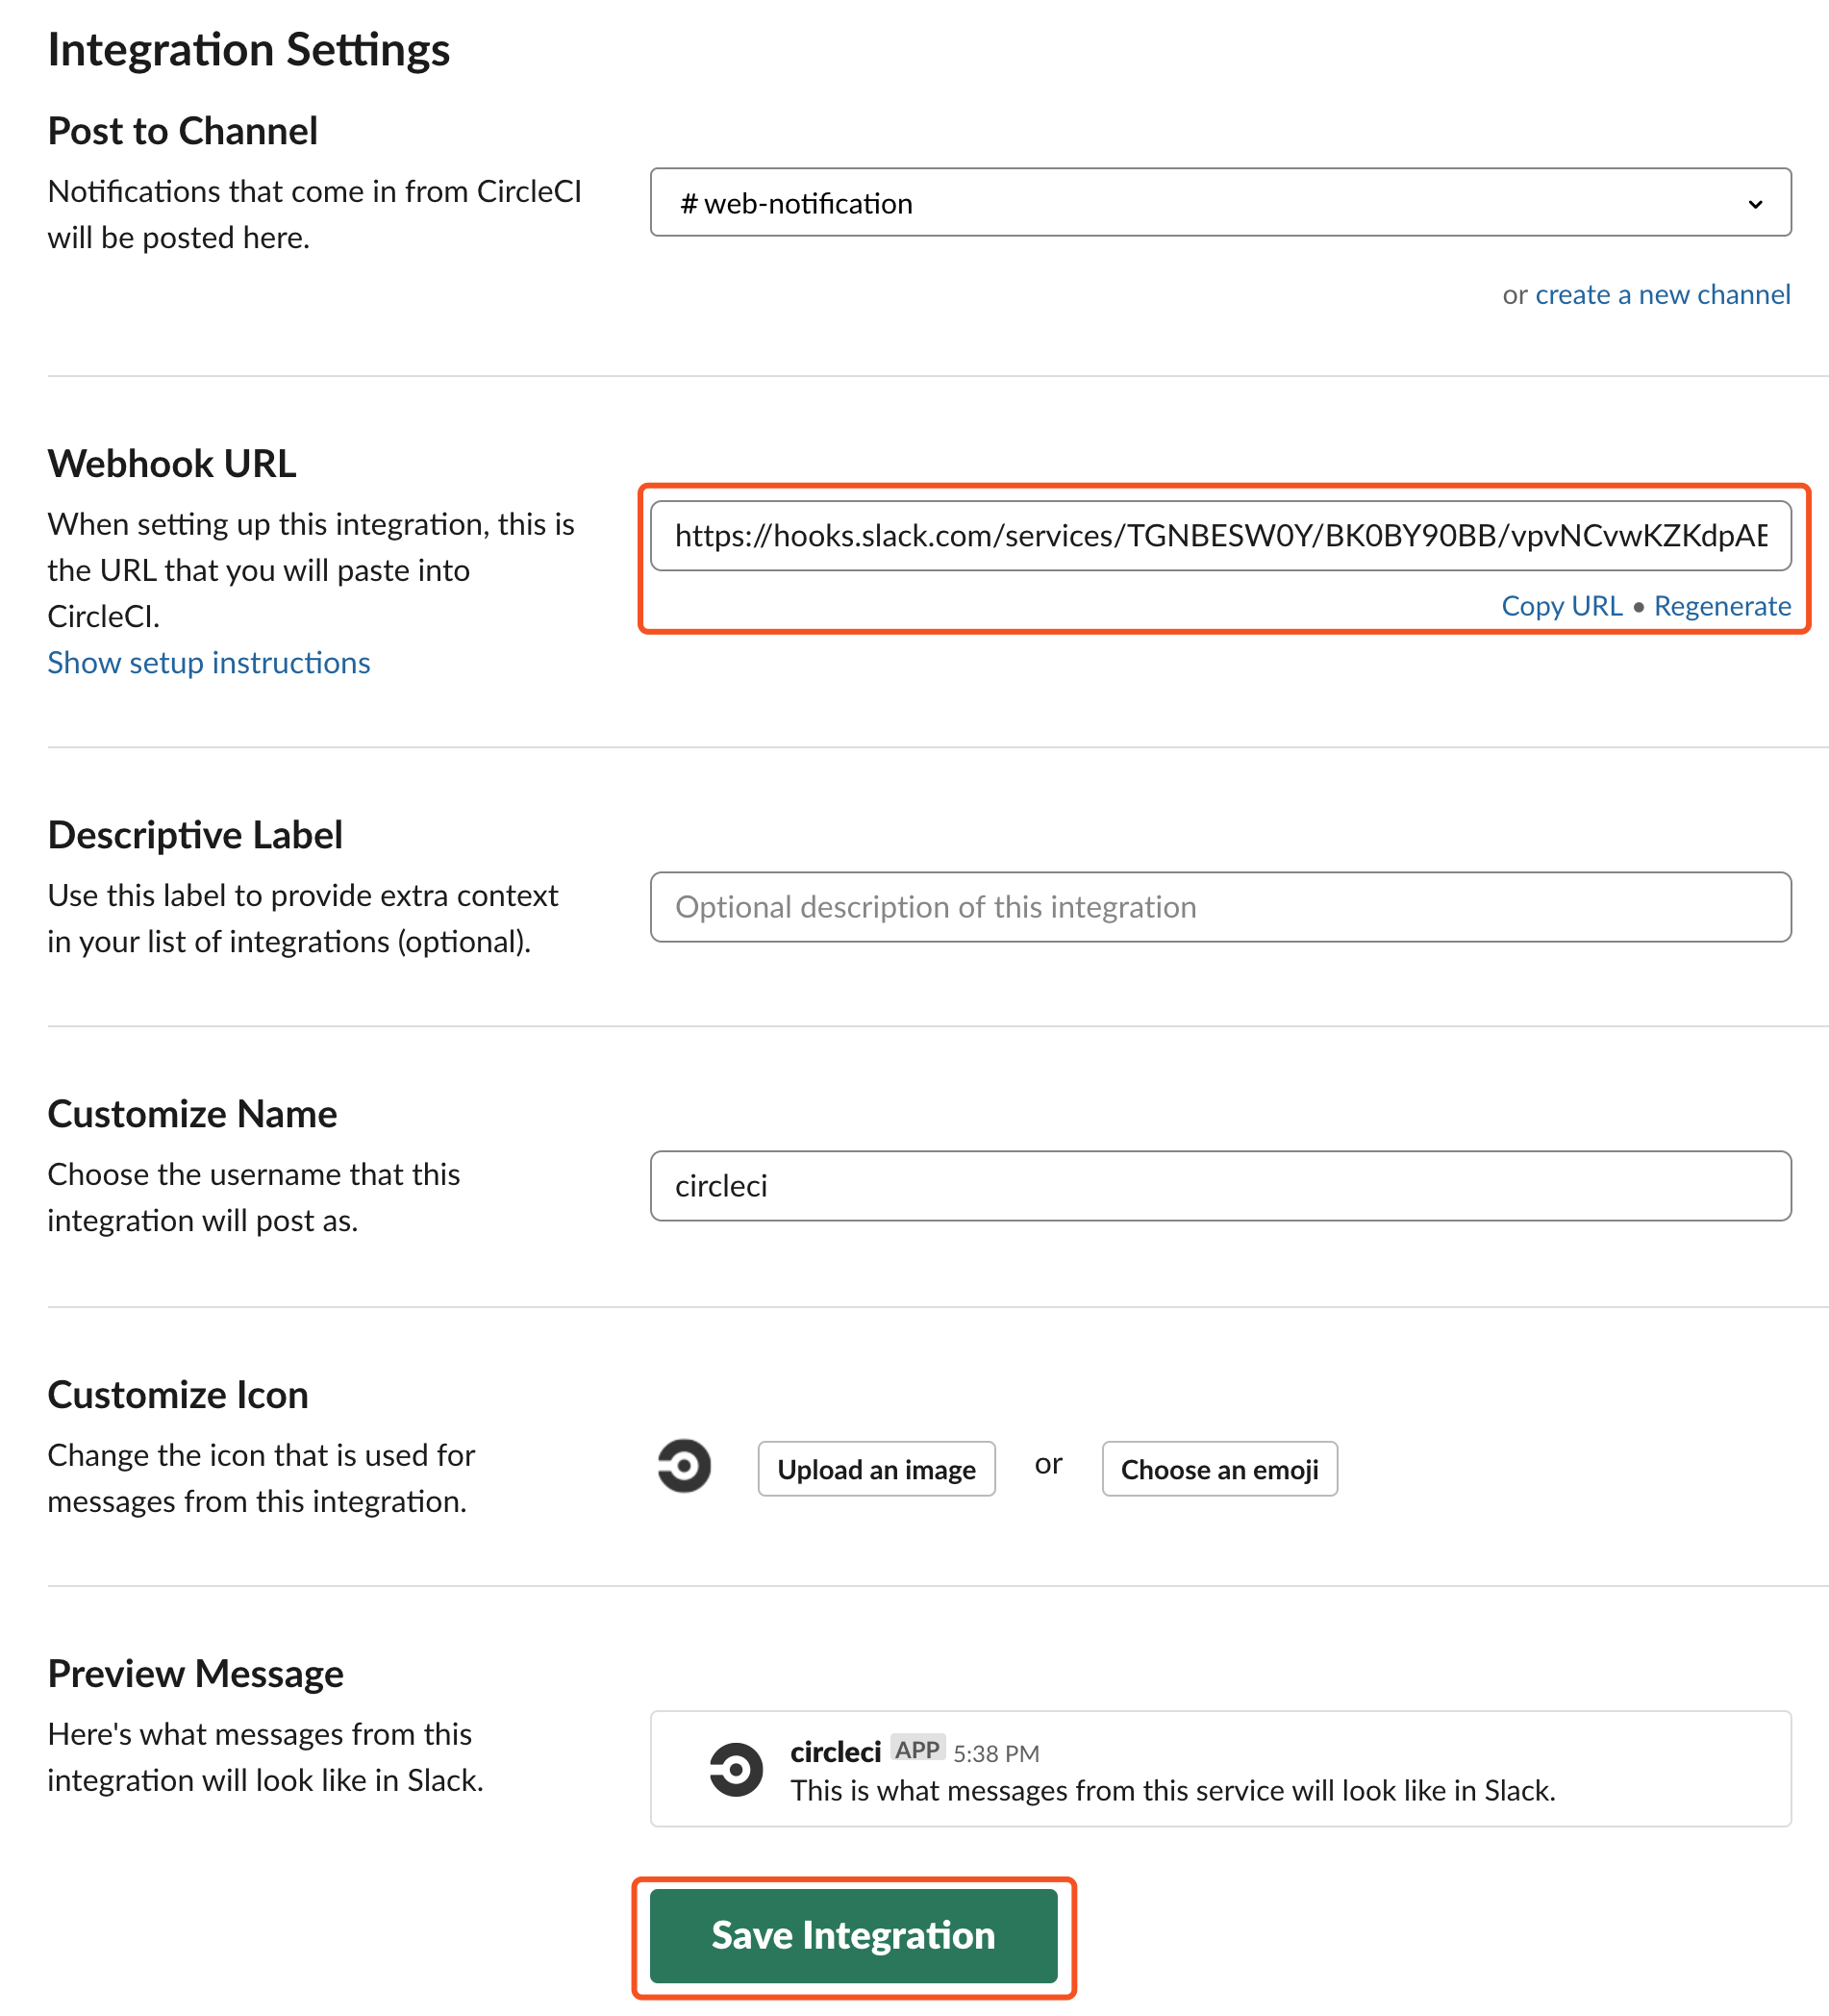 Integration Settings
Post to Channel
Notifications that come in from CircleCI
will be posted here.
# web-notification
or create a new channel
Webhook URL
When setting up this integration, this is
the URL that you will paste into
CircleCI.
Show setup instructions
https://hooks.slack.com/services/TGNBESW0Y/BK0BY90BB/vpvNCvwKZKdpAE
Copy URL • Regenerate
Descriptive Label
Use this label to provide extra context
in your list of integrations (optional).
Optional description of this integration
Customize Name
Choose the username that this
integration will post as.
circleci
Customize Icon
Change the icon that is used for
messages from this integration.
Upload an image or Choose an emoji
Preview Message
Here's what messages from this
integration will look like in Slack.
circleci APP 5:38 PM
This is what messages from this service will look like in Slack.
Save Integration